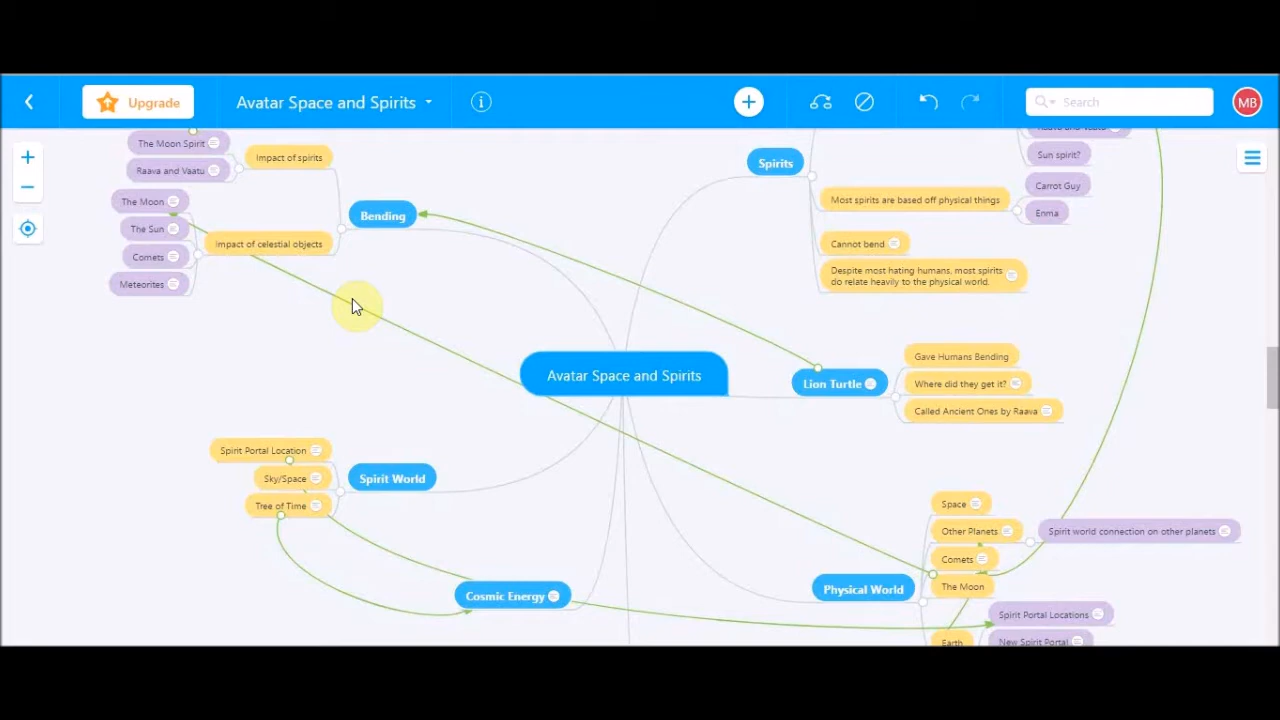 Upgrade
Avatar Space and Spirits
Search
MB
The Moon Spirit
Raava and Vaatu
Impact of spirits
The Moon
The Sun
Comets
Meteorites
Impact of celestial objects
Bending
Spirits
Raava and Vaatu
Sun spirit?
Most spirits are based off physical things
Carrot Guy
Enma
Cannot bend
Despite most hating humans, most spirits
do relate heavily to the physical world.
Avatar Space and Spirits
Lion Turtle
Gave Humans Bending
Where did they get it?
Called Ancient Ones by Raava
Spirit Portal Location
Sky/Space
Tree of Time
Spirit World
Cosmic Energy
Physical World
Space
Other Planets
Spirit world connection on other planets
Comets
The Moon
Earth
Spirit Portal Locations
New Spirit Portal